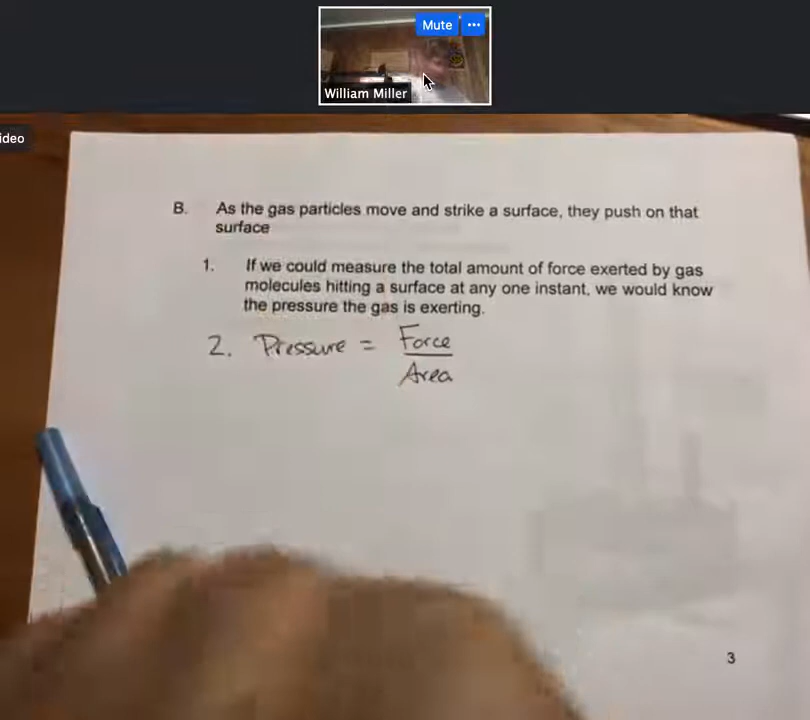 Mute ...
William Miller
ideo
B. As the gas particles move and strike a surface, they push on that
surface
1. If we could measure the total amount of force exerted by gas
molecules hitting a surface at any one instant, we would know
the pressure the gas is exerting.
2. Pressure = Force
Area
3